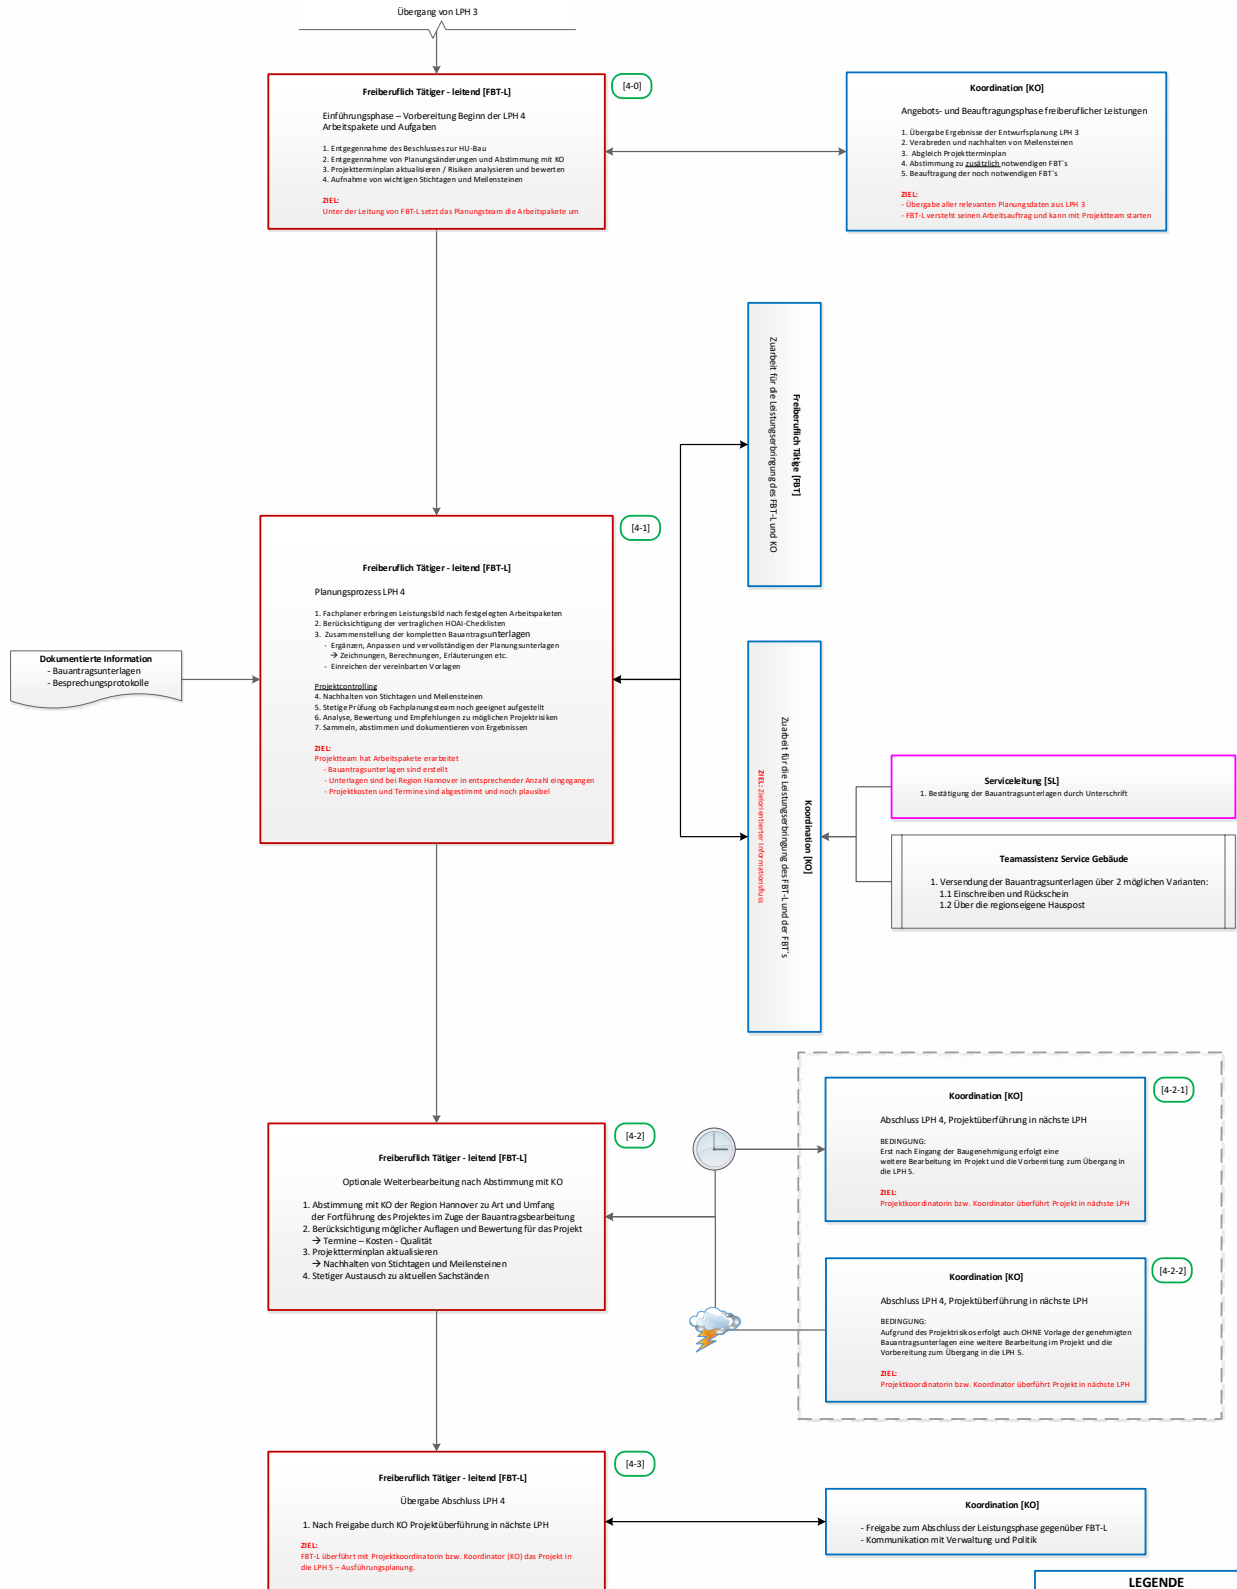 Übergang von LPH 3
Freiberuflich Tätiger - leitend [FBT-L]
[4-0]
Einführungsphase – Vorbereitung Beginn der LPH 4
Arbeitspakete und Aufgaben
1. Entgegennahme des Beschlusses zur HU-Bau
2. Entgegennahme von Planungsänderungen und Abstimmung mit KO
3. Projektterminplan aktualisieren / Risiken analysieren und bewerten
4. Aufnahme von wichtigen Stichtagen und Meilensteinen
ZIEL:
Unter der Leitung von FBT-L setzt das Planungsteam die Arbeitspakete um
Koordination [KO]
Angebots- und Beauftragungsphase freiberuflicher Leistungen
1. Übergabe Ergebnisse der Entwurfsplanung LPH 3
2. Verabreden und nachhalten von Meilensteinen
3. Abgleich Projektterminplan
4. Abstimmung zu zusätzlich notwendigen FBT`s
5. Beauftragung der noch notwendigen FBT`s
ZIEL:
- Übergabe aller relevanten Planungsdaten aus LPH 3
- FBT-L versteht seinen Arbeitsauftrag und kann mit Projektteam starten
Freiberuflich Tätige [FBT]
Zuarbeit für die Leistungserbringung des FBT-L und KO
[4-1]
Freiberuflich Tätiger - leitend [FBT-L]
Planungsprozess LPH 4
1. Fachplaner erbringen Leistungsbild nach festgelegten Arbeitspaketen
2. Berücksichtigung der vertraglichen HOAI-Checklisten
3. Zusammenstellung der kompletten Bauantragsunterlagen
- Ergänzen, Anpassen und vervollständigen der Planungsunterlagen
→ Zeichnungen, Berechnungen, Erläuterungen etc.
- Einreichen der vereinbarten Vorlagen
Projektcontrolling
4. Nachhalten von Stichtagen und Meilensteinen
5. Stetige Prüfung ob Fachplanungsteam noch geeignet aufgestellt
6. Analyse, Bewertung und Empfehlungen zu möglichen Projektrisiken
7. Sammeln, abstimmen und dokumentieren von Ergebnissen
ZIEL:
Projektteam hat Arbeitspakete erarbeitet
- Bauantragsunterlagen sind erstellt
- Unterlagen sind bei Region Hannover in entsprechender Anzahl eingegangen
- Projektkosten und Termine sind abgestimmt und noch plausibel
Dokumentierte Information
- Bauantragsunterlagen
- Besprechungsprotokolle
Koordination [KO]
Zuarbeit für die Leistungserbringung des FBT-L und der FBT`s
ZIEL: Zielorientierter Informationsfluss
Serviceleitung [SL]
1. Bestätigung der Bauantragsunterlagen durch Unterschrift
Teamassistenz Service Gebäude
1. Versendung der Bauantragsunterlagen über 2 möglichen Varianten:
1.1 Einschreiben und Rückschein
1.2 Über die regionseigene Hauspost
[4-2]
Freiberuflich Tätiger - leitend [FBT-L]
Optionale Weiterbearbeitung nach Abstimmung mit KO
1. Abstimmung mit KO der Region Hannover zu Art und Umfang
der Fortführung des Projektes im Zuge der Bauantragsbearbeitung
2. Berücksichtigung möglicher Auflagen und Bewertung für das Projekt
→ Termine – Kosten - Qualität
3. Projektterminplan aktualisieren
→ Nachhalten von Stichtagen und Meilensteinen
4. Stetiger Austausch zu aktuellen Sachständen
[4-2-1]
Koordination [KO]
Abschluss LPH 4, Projektüberführung in nächste LPH
BEDINGUNG:
Erst nach Eingang der Baugenehmigung erfolgt eine
weitere Bearbeitung im Projekt und die Vorbereitung zum Übergang in
die LPH 5.
ZIEL:
Projektkoordinatorin bzw. Koordinator überführt Projekt in nächste LPH
[4-2-2]
Koordination [KO]
Abschluss LPH 4, Projektüberführung in nächste LPH
BEDINGUNG:
Aufgrund des Projektrisikos erfolgt auch OHNE Vorlage der genehmigten
Bauantragsunterlagen eine weitere Bearbeitung im Projekt und die
Vorbereitung zum Übergang in die LPH 5.
ZIEL:
Projektkoordinatorin bzw. Koordinator überführt Projekt in nächste LPH
[4-3]
Freiberuflich Tätiger - leitend [FBT-L]
Übergabe Abschluss LPH 4
1. Nach Freigabe durch KO Projektüberführung in nächste LPH
ZIEL:
FBT-L überführt mit Projektkoordinatorin bzw. Koordinator (KO) das Projekt in
die LPH 5 – Ausführungsplanung.
Koordination [KO]
- Freigabe zum Abschluss der Leistungsphase gegenüber FBT-L
- Kommunikation mit Verwaltung und Politik
LEGENDE